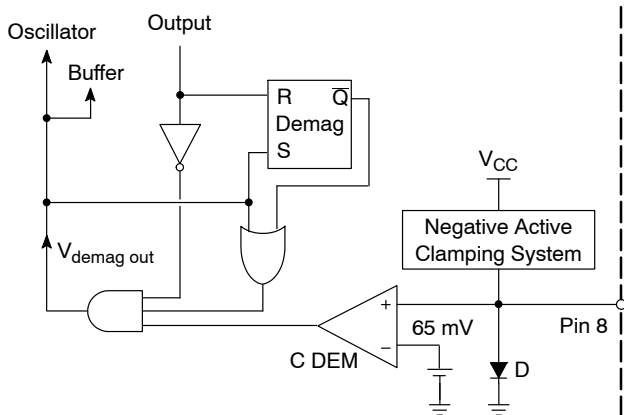 Output
Oscillator
Buffer
R Q̅
Demag
S
VCC
Negative Active
Clamping System
Vdemag out
+
65 mV
Pin 8
−
C DEM
D